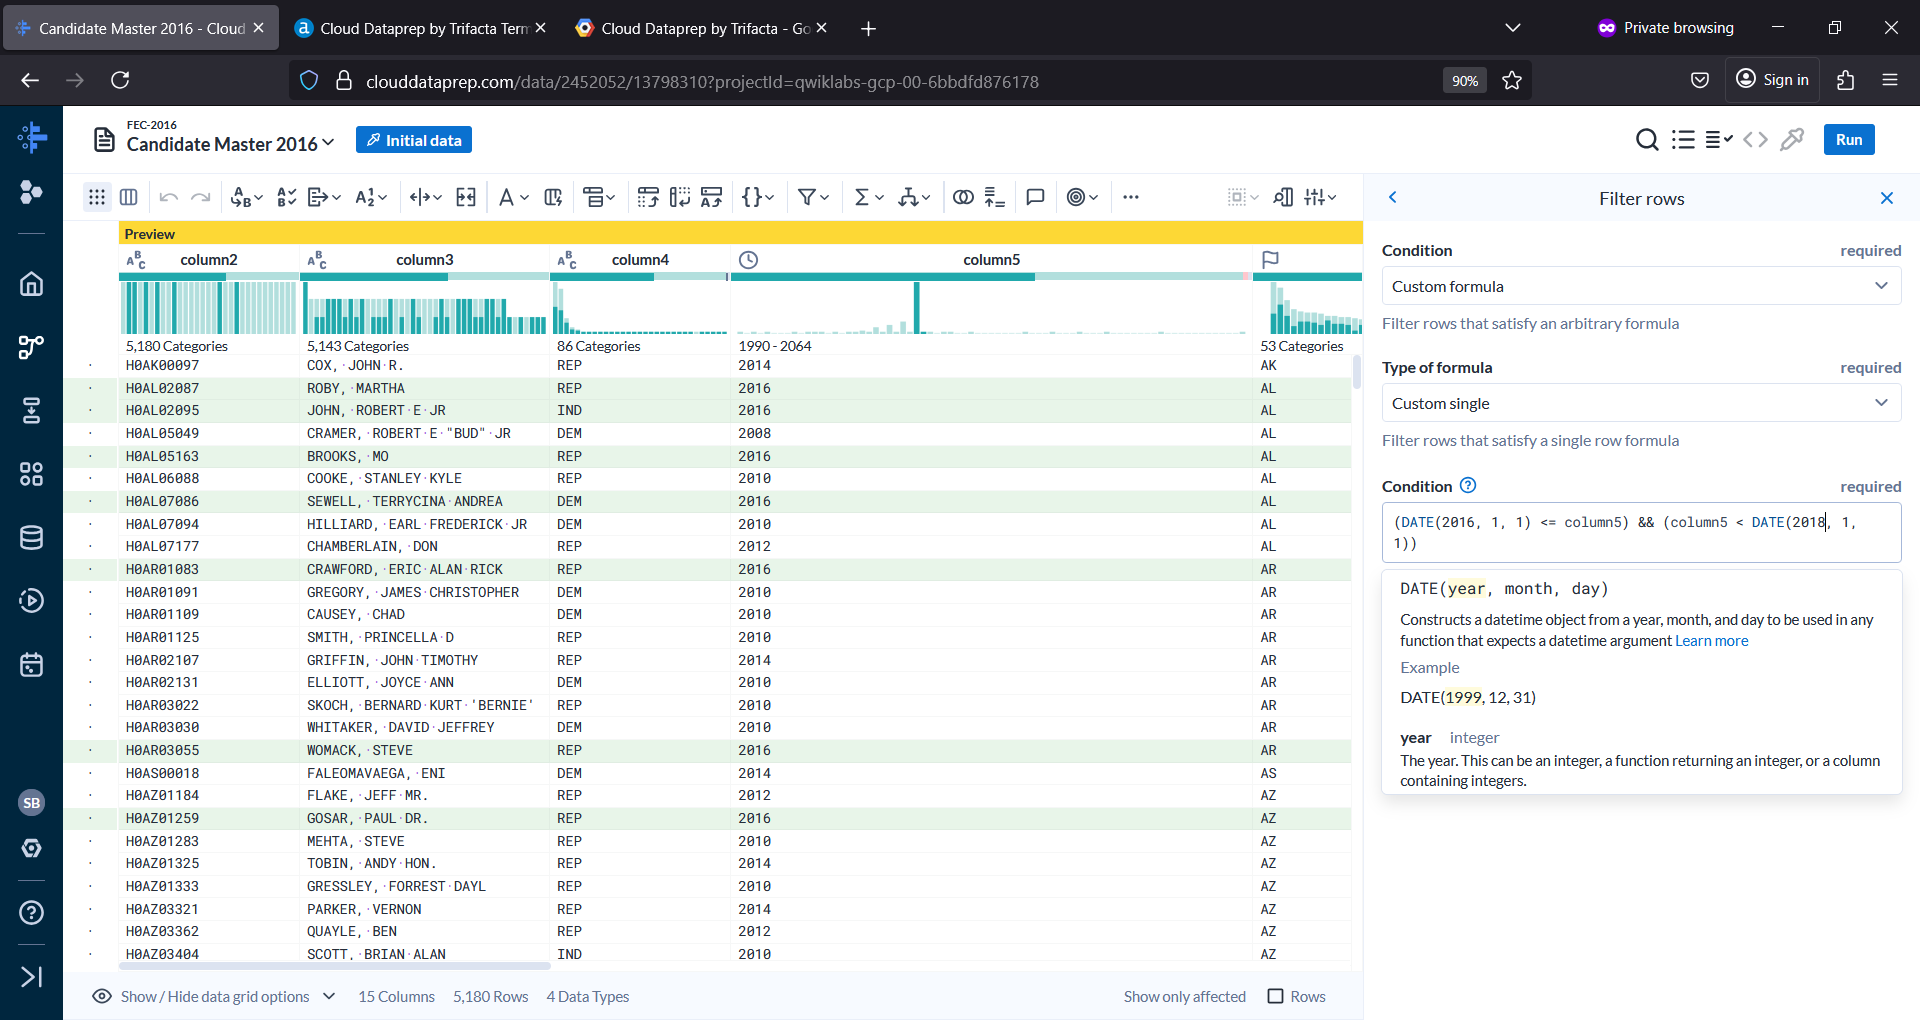 Candidate Master 2016 - Cloud
Cloud Dataprep by Trifacta Tern
Cloud Dataprep by Trifacta - Go
Private browsing
clouddataprep.com/data/2452052/13798310?projectId=qwiklabs-gcp-00-6bbdfd876178
90%
Sign in
FEC-2016
Candidate Master 2016
Initial data
Run
Filter rows
Preview
column2 column3 column4 column5
5,180 Categories 5,143 Categories 86 Categories 1990 - 2064 53 Categories
H0AK00097 COX, JOHN R. REP 2014 AK
H0AL02087 ROBY, MARTHA REP 2016 AL
H0AL02095 JOHN, ROBERT E JR IND 2016 AL
H0AL05049 CRAMER, ROBERT E "BUD" JR DEM 2008 AL
H0AL05163 BROOKS, MO REP 2016 AL
H0AL06088 COOKE, STANLEY KYLE REP 2010 AL
H0AL07086 SEWELL, TERRYCINA ANDREA DEM 2016 AL
H0AL07094 HILLIARD, EARL FREDERICK JR DEM 2010 AL
H0AL07177 CHAMBERLAIN, DON REP 2012 AL
H0AR01083 CRAWFORD, ERIC ALAN RICK REP 2016 AR
H0AR01091 GREGORY, JAMES CHRISTOPHER DEM 2010 AR
H0AR01109 CAUSEY, CHAD DEM 2010 AR
H0AR01125 SMITH, PRINCELLA D REP 2010 AR
H0AR02107 GRIFFIN, JOHN TIMOTHY REP 2014 AR
H0AR02131 ELLIOTT, JOYCE ANN DEM 2010 AR
H0AR03022 SKOCH, BERNARD KURT 'BERNIE' REP 2010 AR
H0AR03030 WHITAKER, DAVID JEFFREY DEM 2010 AR
H0AR03055 WOMACK, STEVE REP 2016 AR
H0AS00018 FALEOMAVAEGA, ENI DEM 2014 AS
H0AZ01184 FLAKE, JEFF MR. REP 2012 AZ
H0AZ01259 GOSAR, PAUL DR. REP 2016 AZ
H0AZ01283 MEHTA, STEVE REP 2010 AZ
H0AZ01325 TOBIN, ANDY HON. REP 2014 AZ
H0AZ01333 GRESSLEY, FORREST DAYL REP 2010 AZ
H0AZ03321 PARKER, VERNON REP 2014 AZ
H0AZ03362 QUAYLE, BEN REP 2012 AZ
H0AZ03404 SCOTT, BRIAN ALAN IND 2010 AZ
SB
Show / Hide data grid options 15 Columns 5,180 Rows 4 Data Types Show only affected Rows
Condition required
Custom formula
Filter rows that satisfy an arbitrary formula
Type of formula required
Custom single
Filter rows that satisfy a single row formula
Condition required
(DATE(2016, 1, 1) <= column5) && (column5 < DATE(2018, 1,
1))
DATE(year, month, day)
Constructs a datetime object from a year, month, and day to be used in any
function that expects a datetime argument Learn more
Example
DATE(1999, 12, 31)
year integer
The year. This can be an integer, a function returning an integer, or a column
containing integers.